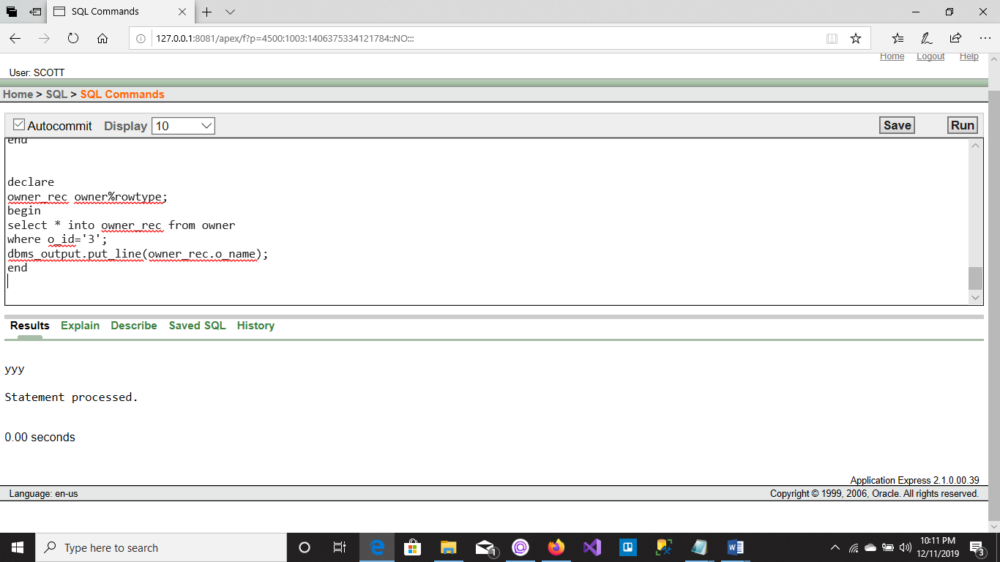 SQL Commands
127.0.0.1:8081/apex/f?p=4500:1003:1406375334121784::NO:::
Home Logout Help
User: SCOTT
Home > SQL > SQL Commands
Autocommit Display 10 Save Run
end
declare
owner_rec owner%rowtype;
begin
select * into owner_rec from owner
where o_id='3';
dbms_output.put_line(owner_rec.o_name);
end
Results Explain Describe Saved SQL History
yyy
Statement processed.
0.00 seconds
Application Express 2.1.0.00.39
Language: en-us Copyright © 1999, 2006, Oracle. All rights reserved.
Type here to search 1 10:11 PM
12/11/2019 3